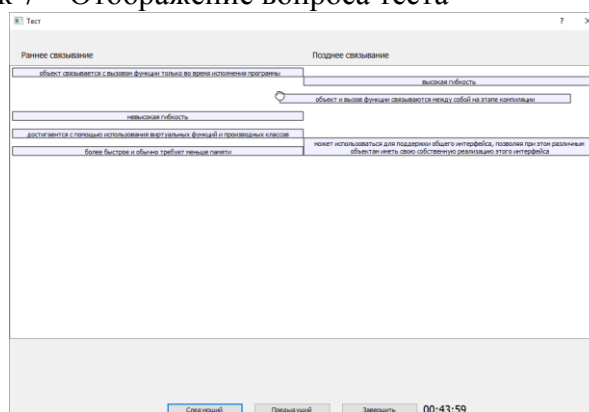 к 7 – Отображение вопроса теста
Тест ? ×
Раннее связывание Позднее связывание
объект связывается с вызовом функции только во время исполнения программы
высокая гибкость
объект и вызов функции связываются между собой на этапе компиляции
невысокая гибкость
достигается с помощью использования виртуальных функций и производных классов
может использоваться для поддержки общего интерфейса, позволяя при этом различным
объектам иметь свою собственную реализацию этого интерфейса
более быстрое и обычно требует меньше памяти
Следующий Предыдущий Завершить 00:43:59